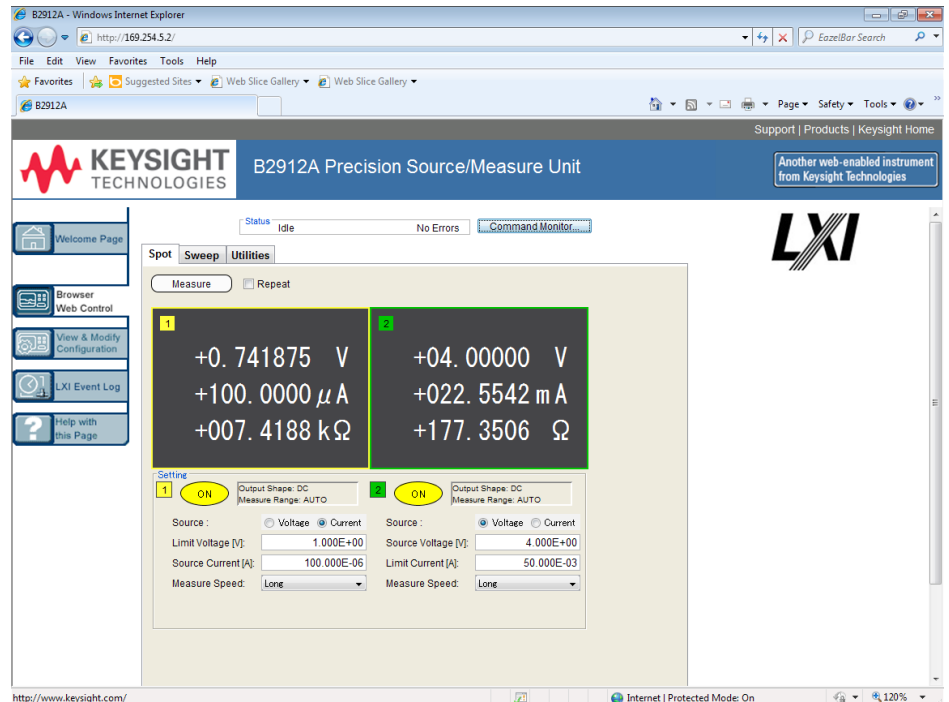 B2912A - Windows Internet Explorer
http://169.254.5.2/
EazelBar Search
File Edit View Favorites Tools Help
Favorites Suggested Sites Web Slice Gallery Web Slice Gallery
B2912A
Page Safety Tools
Support | Products | Keysight Home
KEYSIGHT
TECHNOLOGIES
B2912A Precision Source/Measure Unit
Another web-enabled instrument
from Keysight Technologies
Welcome Page
Browser
Web Control
View & Modify
Configuration
LXI Event Log
Help with
this Page
Status
Idle No Errors
Command Monitor...
LXI
Spot Sweep Utilities
Measure Repeat
1
+0.741875 V
+100.0000 μA
+007.4188 kΩ
2
+04.00000 V
+022.5542 mA
+177.3506 Ω
Setting
1 ON
Output Shape: DC
Measure Range: AUTO
Source : Voltage Current
Limit Voltage [V]: 1.000E+00
Source Current [A]: 100.000E-06
Measure Speed: Long
2 ON
Output Shape: DC
Measure Range: AUTO
Source : Voltage Current
Source Voltage [V]: 4.000E+00
Limit Current [A]: 50.000E-03
Measure Speed: Long
http://www.keysight.com/
Internet | Protected Mode: On
120%